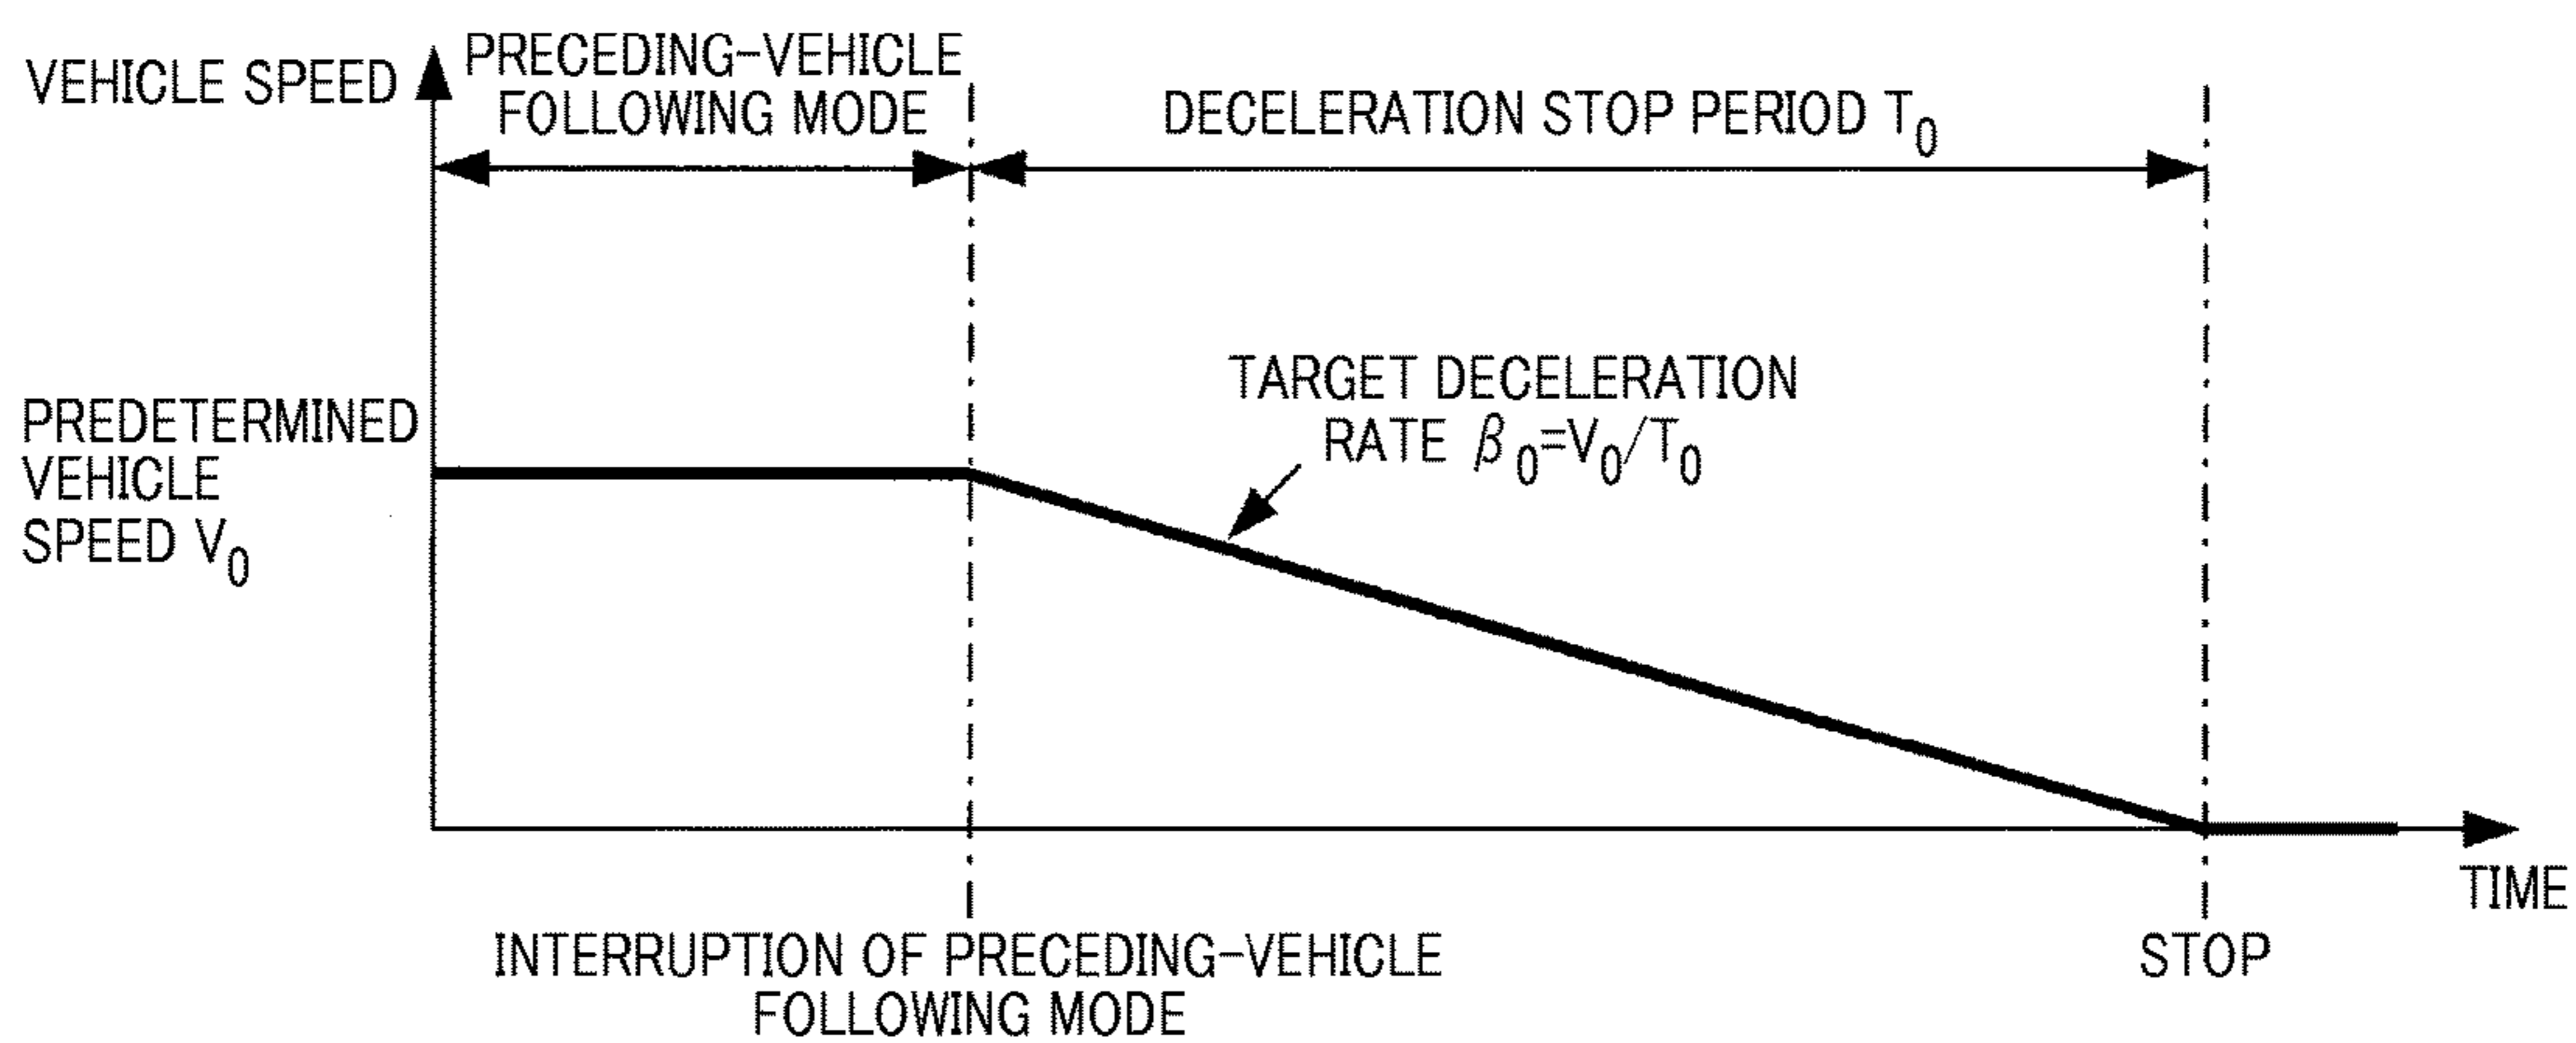 VEHICLE SPEED
PRECEDING-VEHICLE
FOLLOWING MODE
DECELERATION STOP PERIOD T0
TARGET DECELERATION
RATE β0=V0/T0
PREDETERMINED
VEHICLE
SPEED V0
TIME
INTERRUPTION OF PRECEDING-VEHICLE
FOLLOWING MODE
STOP